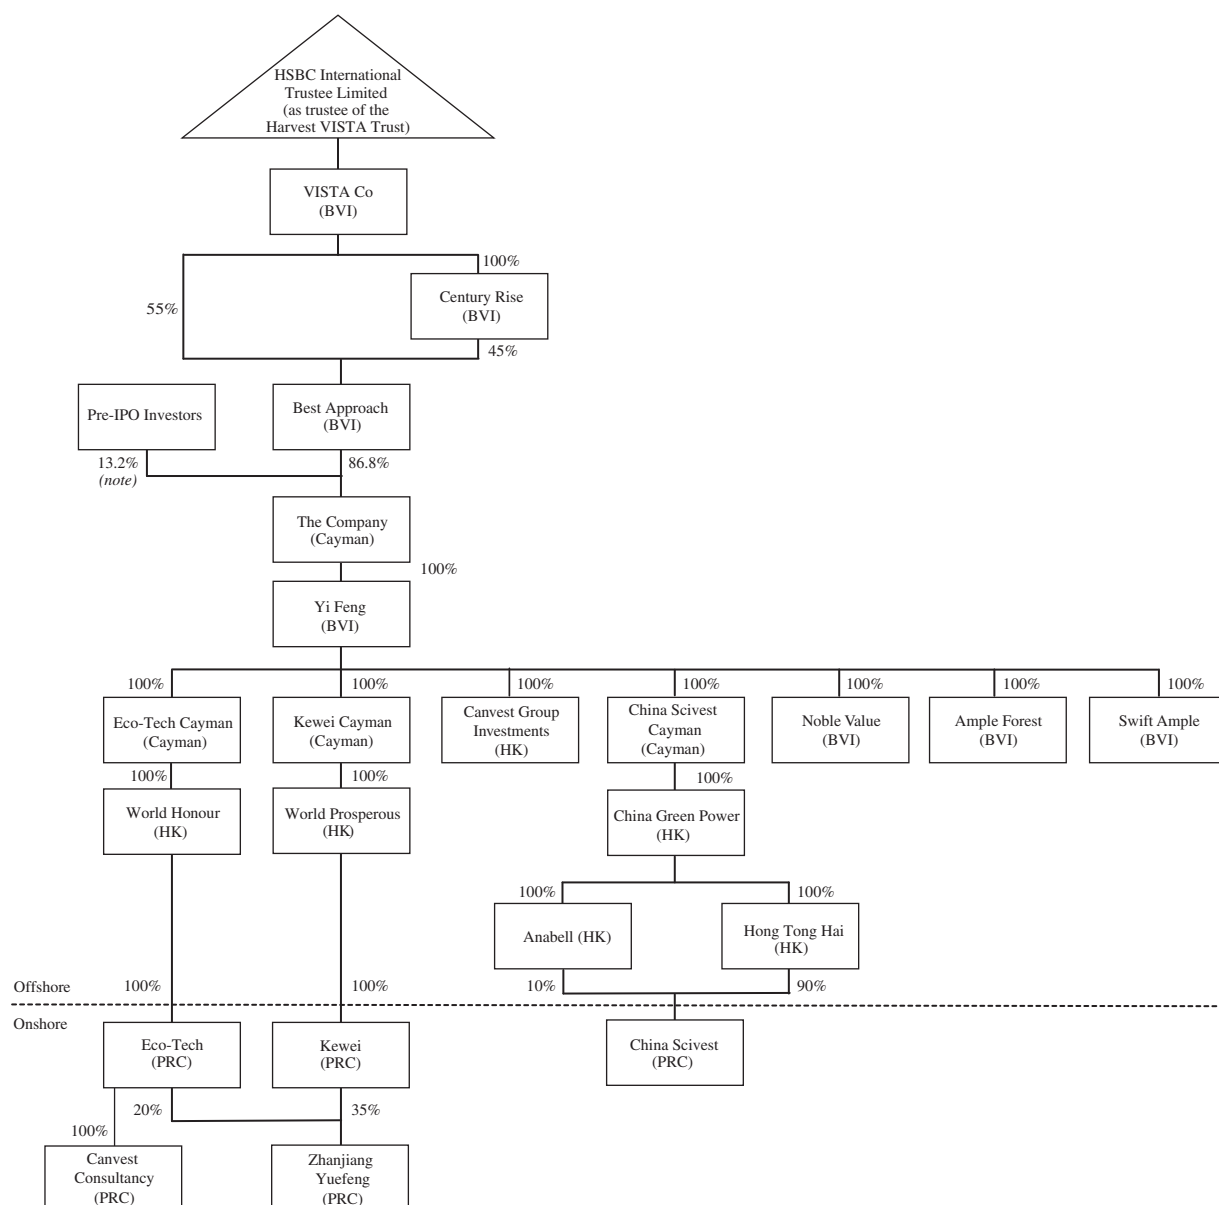 HSBC International
Trustee Limited
(as trustee of the
Harvest VISTA Trust)
VISTA Co
(BVI)
100%
55%
Century Rise
(BVI)
45%
Pre-IPO Investors
Best Approach
(BVI)
13.2%
(note)
86.8%
The Company
(Cayman)
100%
Yi Feng
(BVI)
100%
100%
100%
100%
100%
100%
100%
Eco-Tech Cayman
(Cayman)
Kewei Cayman
(Cayman)
Canvest Group
Investments
(HK)
China Scivest
Cayman
(Cayman)
Noble Value
(BVI)
Ample Forest
(BVI)
Swift Ample
(BVI)
100%
100%
100%
World Honour
(HK)
World Prosperous
(HK)
China Green Power
(HK)
100%
100%
Anabell (HK)
Hong Tong Hai
(HK)
Offshore
100%
100%
10%
90%
Onshore
Eco-Tech
(PRC)
Kewei
(PRC)
China Scivest
(PRC)
20%
35%
100%
Canvest
Consultancy
(PRC)
Zhanjiang
Yuefeng
(PRC)